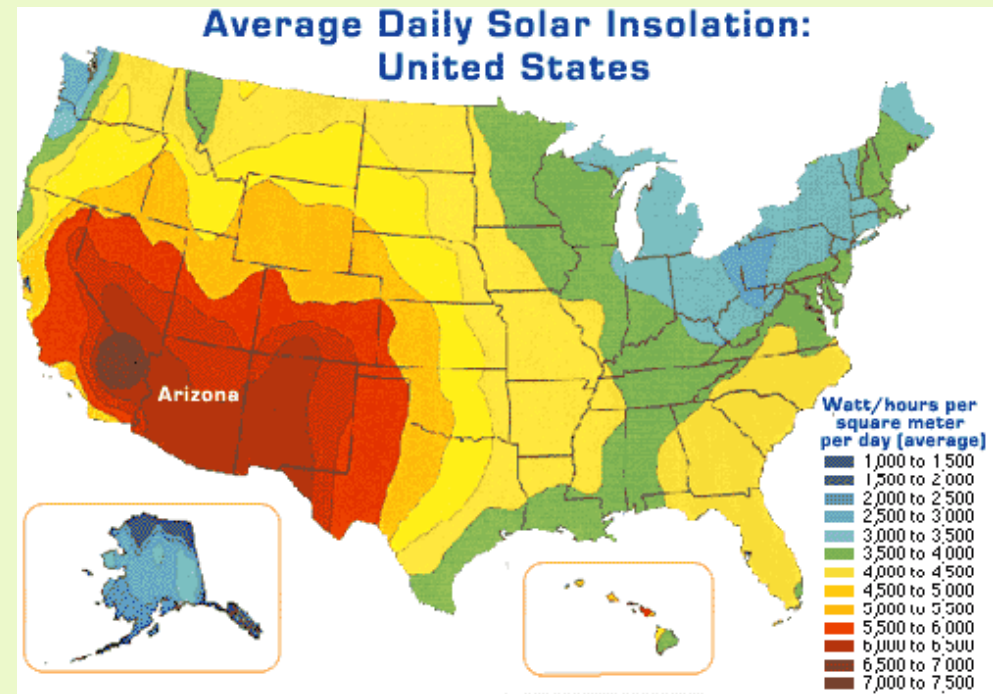 Average Daily Solar Insolation:
United States
Arizona
Watt/hours per
square meter
per day (average)
1,000 to 1,500
1,500 to 2,000
2,000 to 2,500
2,500 to 3,000
3,000 to 3,500
3,500 to 4,000
4,000 to 4,500
4,500 to 5,000
5,000 to 5,500
5,500 to 6,000
6,000 to 6,500
6,500 to 7,000
7,000 to 7,500